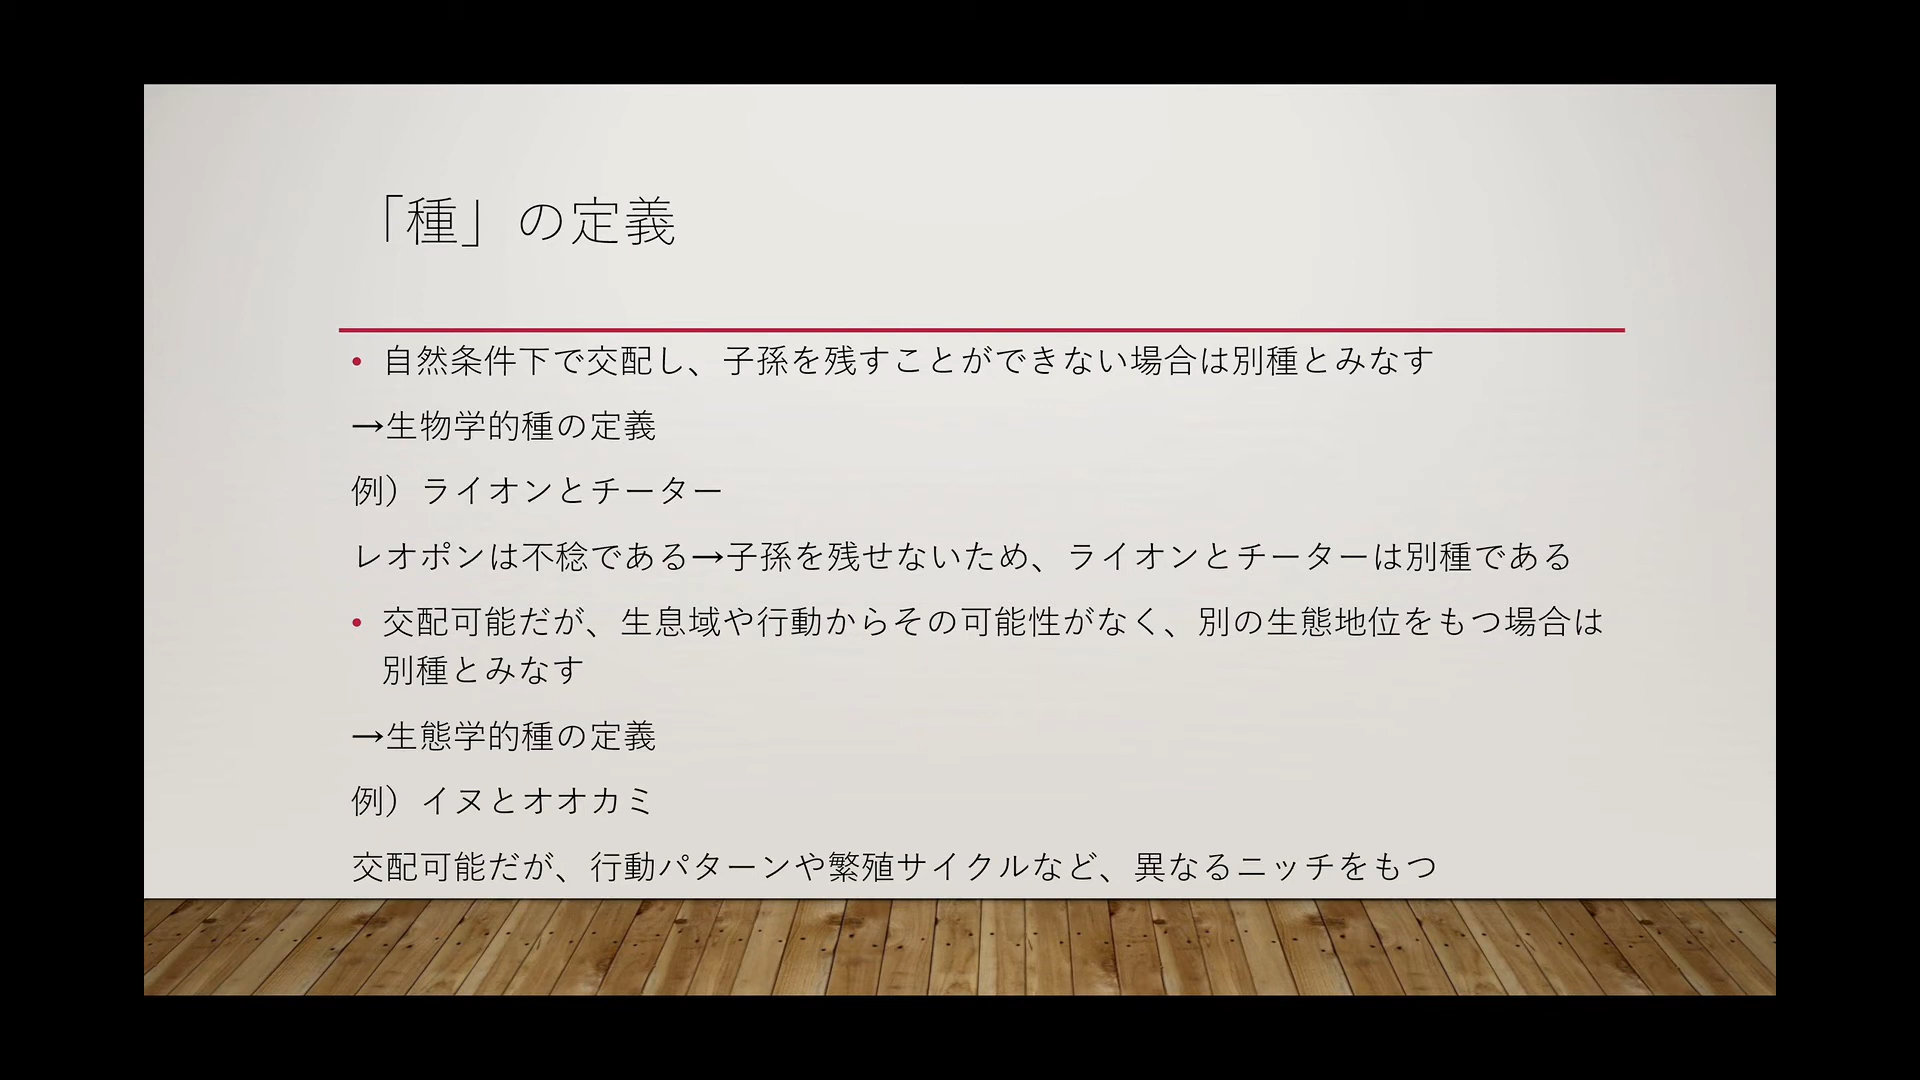 「種」の定義
• 自然条件下で交配し、子孫を残すことができない場合は別種とみなす
→生物学的種の定義
例）ライオンとチーター
レオポンは不稔である→子孫を残せないため、ライオンとチーターは別種である
• 交配可能だが、生息域や行動からその可能性がなく、別の生態地位をもつ場合は
別種とみなす
→生態学的種の定義
例）イヌとオオカミ
交配可能だが、行動パターンや繁殖サイクルなど、異なるニッチをもつ